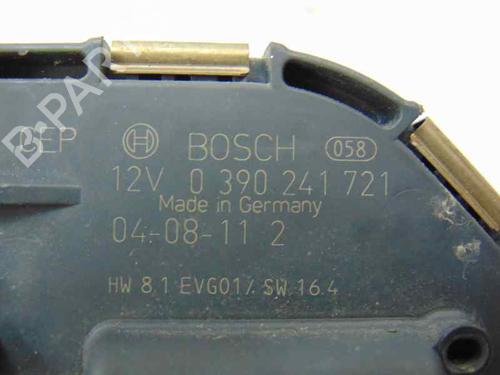 BOSCH 058
12V 0 390 241 721
Made in Germany
04-08-11 2
HW 8.1 EVG01/ SW 16.4